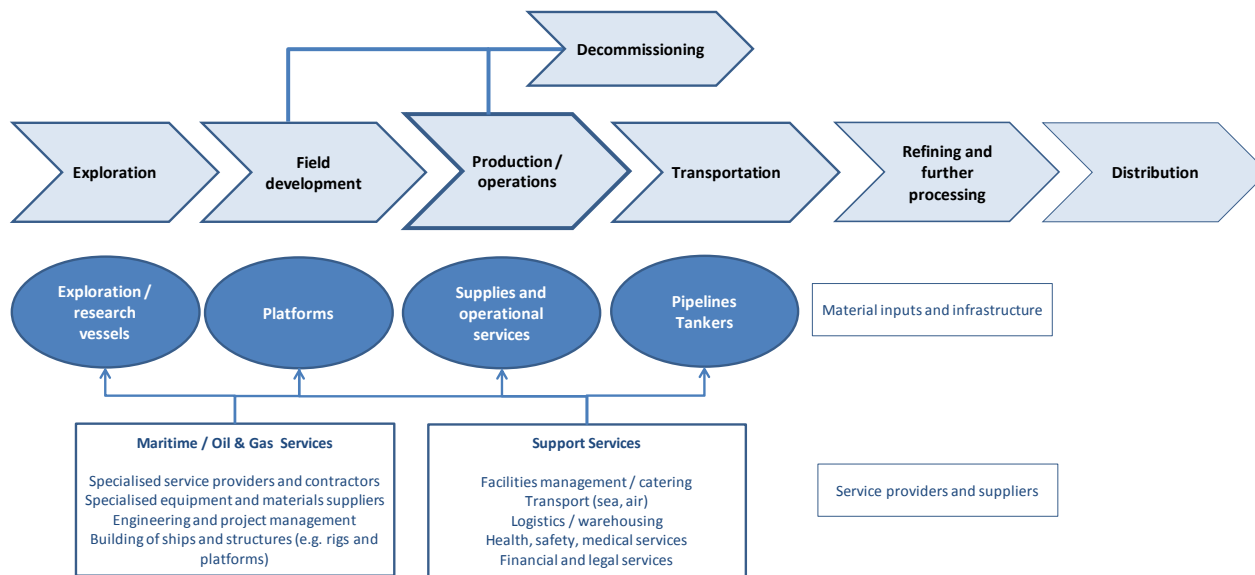 Decommissioning
Exploration
Field
development
Production /
operations
Transportation
Refining and
further
processing
Distribution
Exploration /
research
vessels
Platforms
Supplies and
operational
services
Pipelines
Tankers
Material inputs and infrastructure
Maritime / Oil & Gas Services
Specialised service providers and contractors
Specialised equipment and materials suppliers
Engineering and project management
Building of ships and structures (e.g. rigs and
platforms)
Support Services
Facilities management / catering
Transport (sea, air)
Logistics / warehousing
Health, safety, medical services
Financial and legal services
Service providers and suppliers